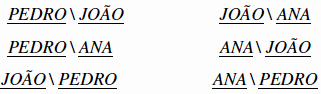 PEDRO \ JOÃO JOÃO \ ANA
PEDRO \ ANA ANA \ JOÃO
JOÃO \ PEDRO ANA \ PEDRO